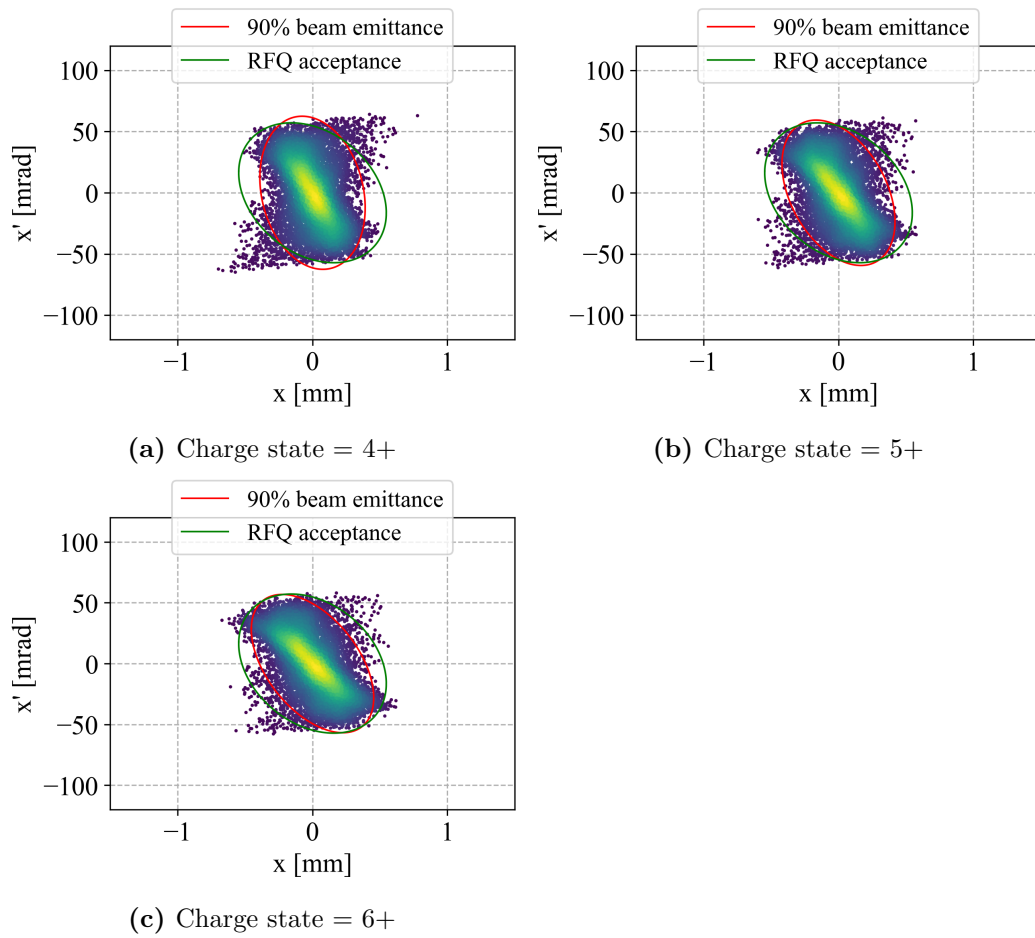 90% beam emittance
RFQ acceptance
100
50
0
−50
−100
x' [mrad]
−1 0 1
x [mm]
(a) Charge state = 4+
90% beam emittance
RFQ acceptance
100
50
0
−50
−100
x' [mrad]
−1 0 1
x [mm]
(b) Charge state = 5+
90% beam emittance
RFQ acceptance
100
50
0
−50
−100
x' [mrad]
−1 0 1
x [mm]
(c) Charge state = 6+